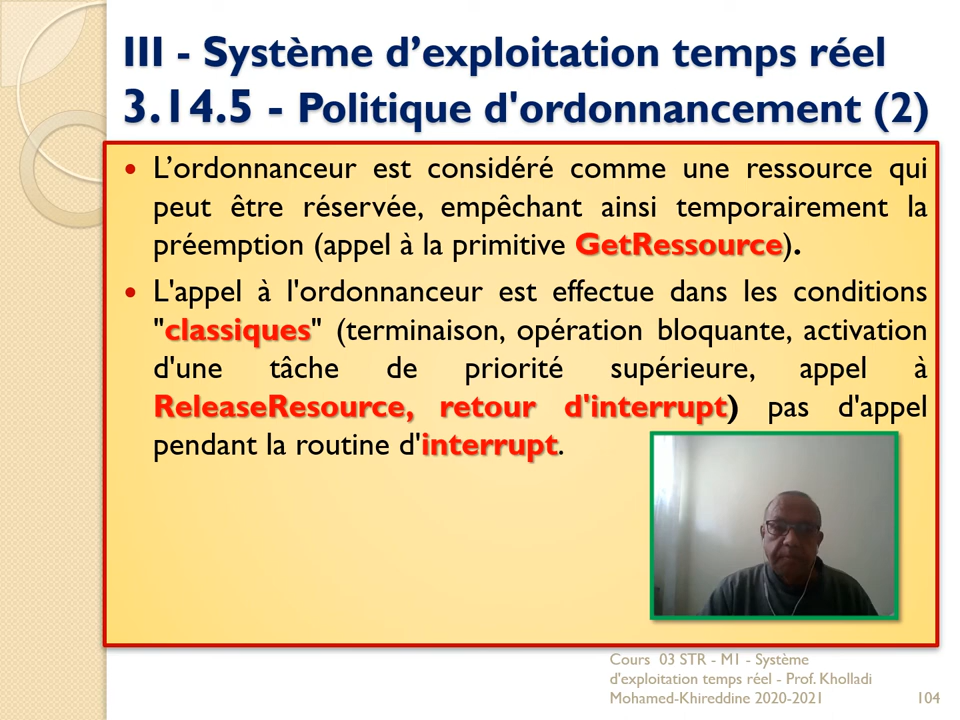 III - Système d’exploitation temps réel
3.14.5 - Politique d'ordonnancement (2)
• L’ordonnanceur est considéré comme une ressource qui
peut être réservée, empêchant ainsi temporairement la
préemption (appel à la primitive GetRessource).
• L'appel à l'ordonnanceur est effectue dans les conditions
"classiques" (terminaison, opération bloquante, activation
d'une tâche de priorité supérieure, appel à
ReleaseResource, retour d'interrupt) pas d'appel
pendant la routine d'interrupt.
Cours 03 STR - M1 - Système
d'exploitation temps réel - Prof. Kholladi
Mohamed-Khireddine 2020-2021
104